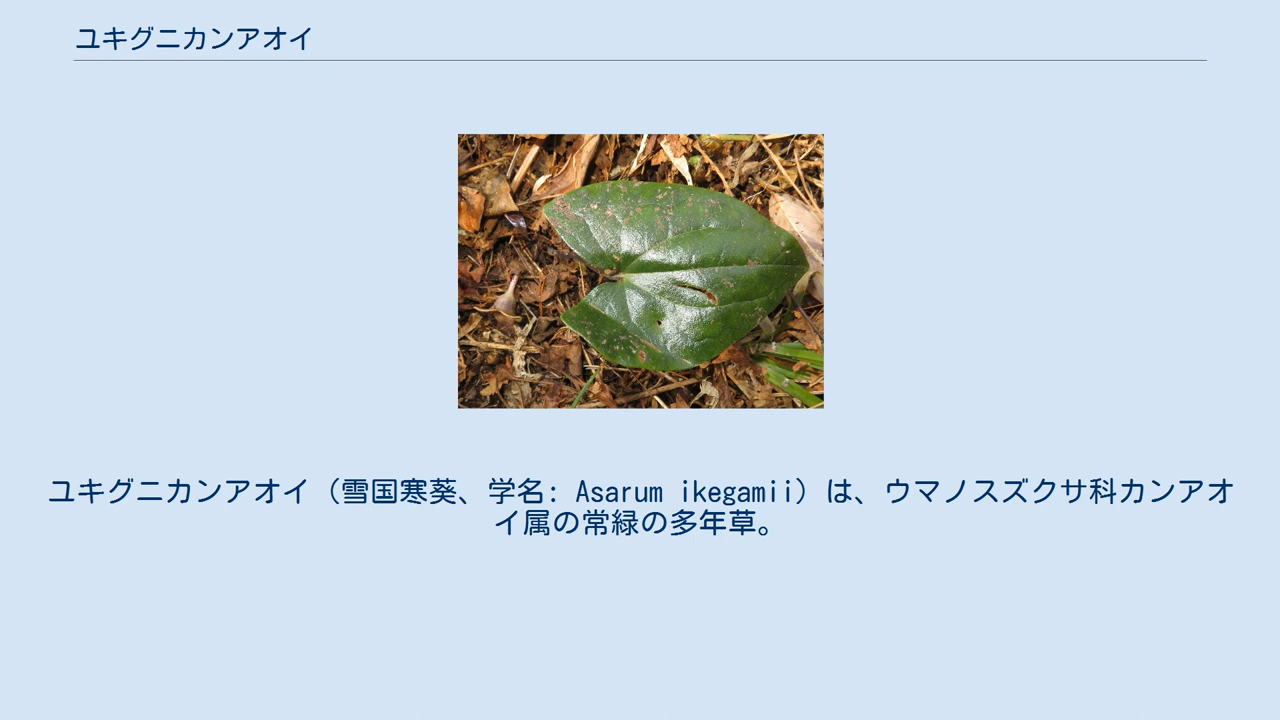 ユキグニカンアオイ
ユキグニカンアオイ（雪国寒葵、学名: Asarum ikegamii）は、ウマノスズクサ科カンアオ
イ属の常緑の多年草。